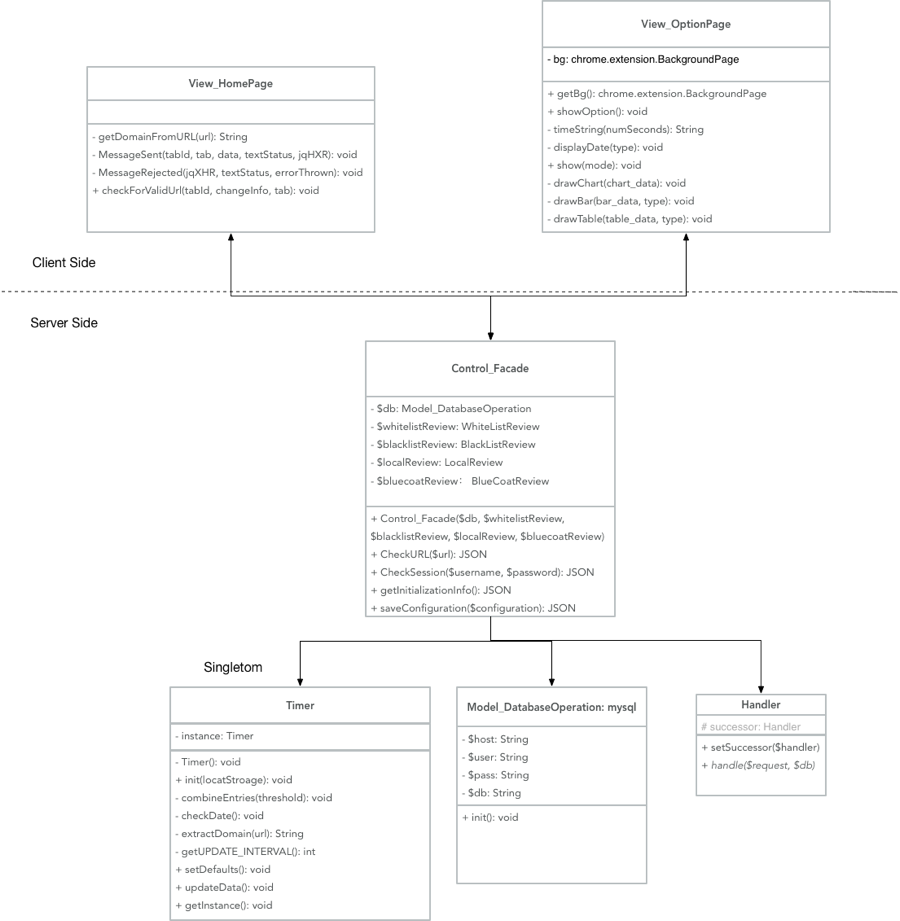 View_OptionPage
- bg: chrome.extension.BackgroundPage
+ getBg(): chrome.extension.BackgroundPage
+ showOption(): void
- timeString(numSeconds): String
- displayDate(type): void
+ show(mode): void
- drawChart(chart_data): void
- drawBar(bar_data, type): void
- drawTable(table_data, type): void
View_HomePage
- getDomainFromURL(url): String
- MessageSent(tabId, tab, data, textStatus, jqHXR): void
- MessageRejected(jqXHR, textStatus, errorThrown): void
+ checkForValidUrl(tabId, changeInfo, tab): void
Client Side
Server Side
Control_Facade
- $db: Model_DatabaseOperation
- $whitelistReview: WhiteListReview
- $blacklistReview: BlackListReview
- $localReview: LocalReview
- $bluecoatReview： BlueCoatReview
+ Control_Facade($db, $whitelistReview,
$blacklistReview, $localReview, $bluecoatReview)
+ CheckURL($url): JSON
+ CheckSession($username, $password): JSON
+ getInitializationInfo(): JSON
+ saveConfiguration($configuration): JSON
Singletom
Timer
- instance: Timer
- Timer(): void
+ init(locatStroage): void
- combineEntries(threshold): void
- checkDate(): void
- extractDomain(url): String
- getUPDATE_INTERVAL(): int
+ setDefaults(): void
+ updateData(): void
+ getInstance(): void
Model_DatabaseOperation: mysql
- $host: String
- $user: String
- $pass: String
- $db: String
+ init(): void
Handler
# successor: Handler
+ setSuccessor($handler)
+ handle($request, $db)